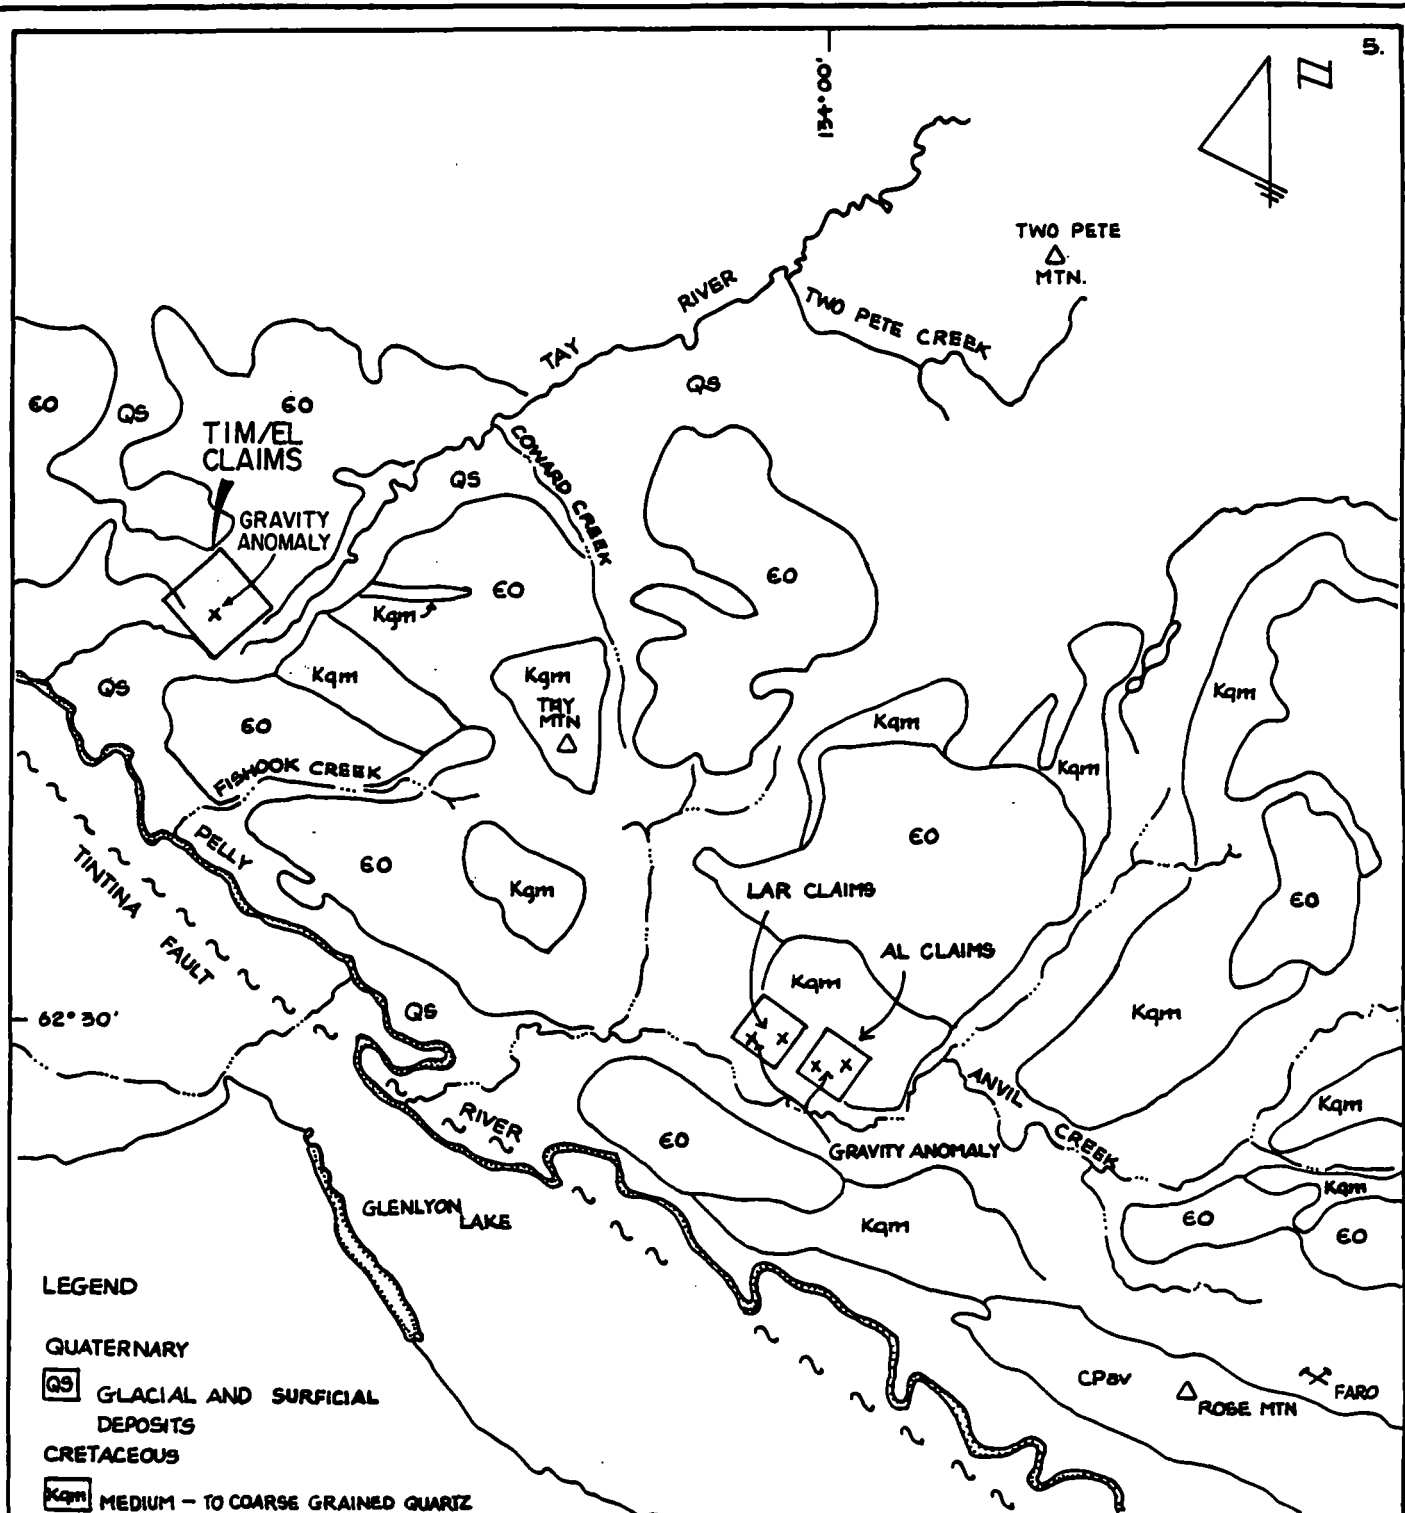 5.
134°00'
N
TWO PETE
MTN.
TAY RIVER
TWO PETE CREEK
QS
ЄO
QS
ЄO
TIM/EL
CLAIMS
GRAVITY
ANOMALY
QS
COWARD CREEK
ЄO
Kqm
ЄO
Kqm
Kqm
TAY
MTN
QS
ЄO
Kqm
Kqm
Kqm
FISHOOK CREEK
PELLY
ЄO
Kqm
ЄO
LAR CLAIMS
ЄO
AL CLAIMS
Kqm
Kqm
TINTINA FAULT
62°30'
QS
ANVIL CREEK
RIVER
ЄO
GRAVITY ANOMALY
Kqm
Kqm
GLENLYON LAKE
Kqm
ЄO
ЄO
CPav
ROSE MTN
FARO
LEGEND
QUATERNARY
QS GLACIAL AND SURFICIAL
DEPOSITS
CRETACEOUS
Kqm MEDIUM - TO COARSE GRAINED QUARTZ